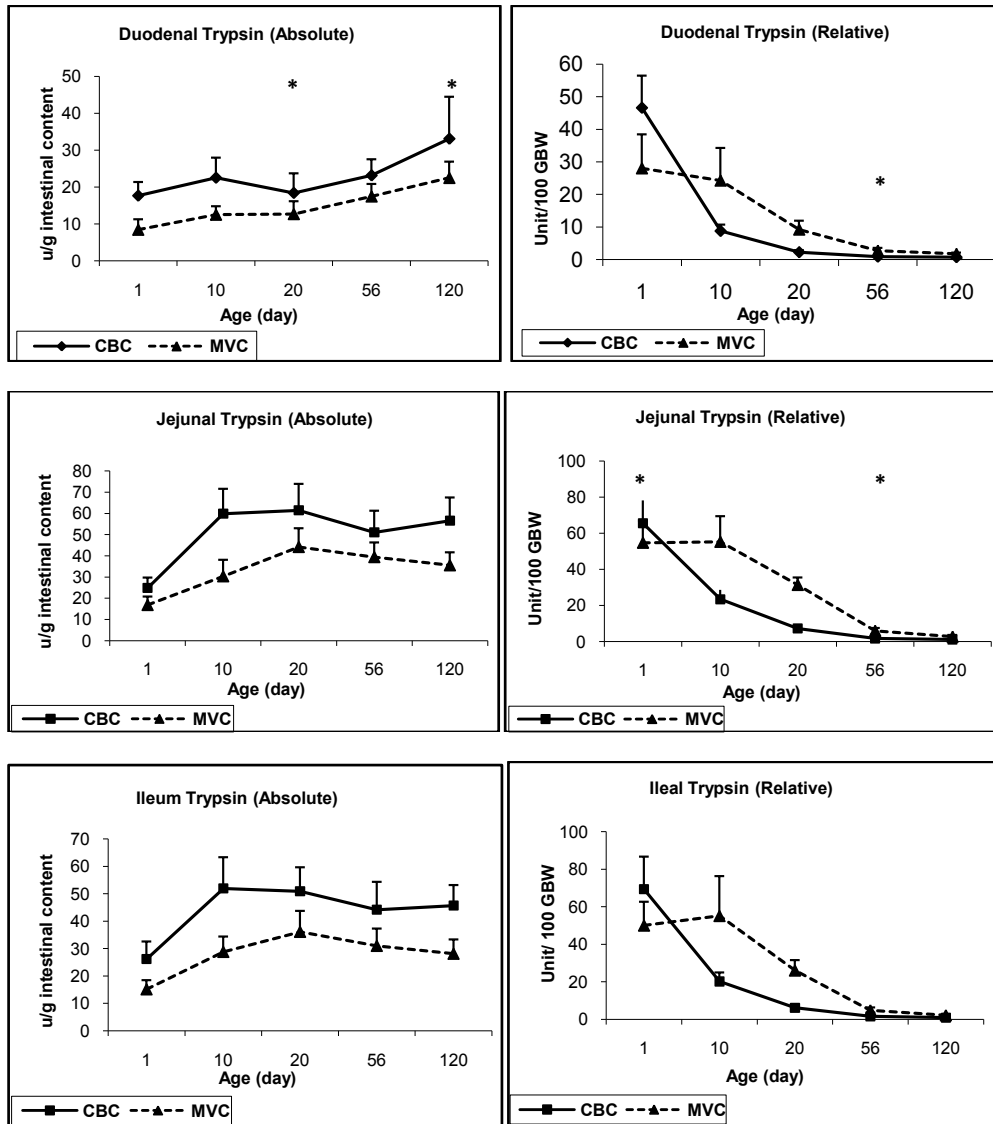 Duodenal Trypsin (Absolute)
u/g intestinal content
50
40
30
20
10
0
*
*
1 10 20 56 120
Age (day)
CBC MVC
Duodenal Trypsin (Relative)
Unit/100 GBW
60
50
40
30
20
10
0
*
1 10 20 56 120
Age (day)
CBC MVC
Jejunal Trypsin (Absolute)
u/g intestinal content
80
70
60
50
40
30
20
10
0
1 10 20 56 120
Age (day)
CBC MVC
Jejunal Trypsin (Relative)
Unit/100 GBW
100
80
60
40
20
0
*
*
1 10 20 56 120
Age (day)
CBC MVC
Ileum Trypsin (Absolute)
u/g intestinal content
70
60
50
40
30
20
10
0
1 10 20 56 120
Age (day)
CBC MVC
Ileal Trypsin (Relative)
Unit/ 100 GBW
100
80
60
40
20
0
1 10 20 56 120
Age (day)
CBC MVC